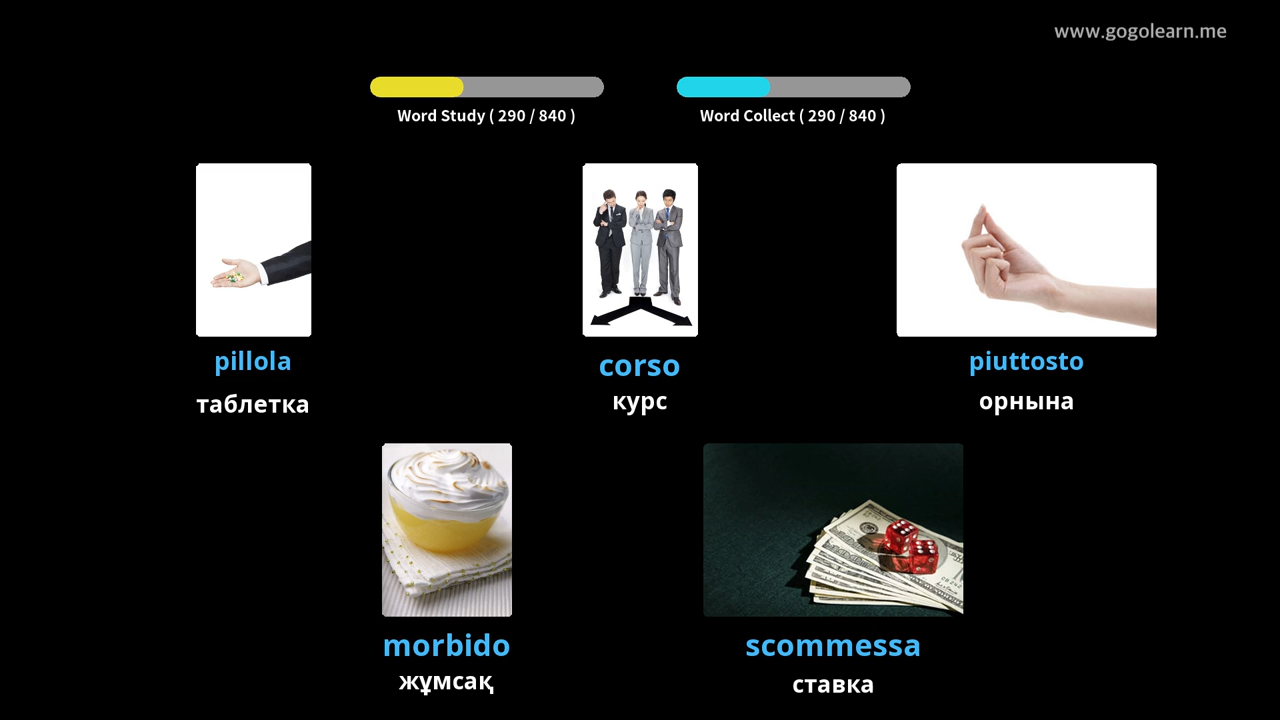 www.gogolearn.me
Word Study ( 290 / 840 )
Word Collect ( 290 / 840 )
pillola
таблетка
corso
курс
piuttosto
орнына
morbido
жұмсақ
scommessa
ставка